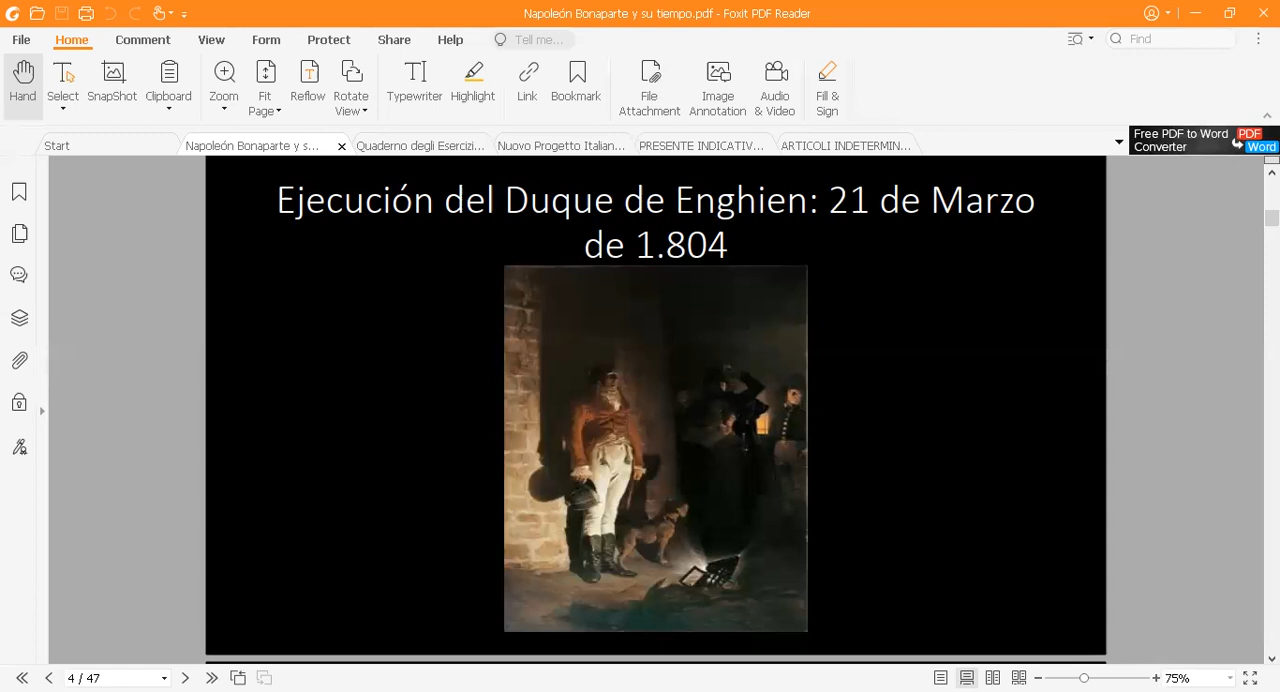 Napoleón Bonaparte y su tiempo.pdf - Foxit PDF Reader
File Home Comment View Form Protect Share Help Tell me... Find
Hand Select SnapShot Clipboard Zoom Fit Page Reflow Rotate View Typewriter Highlight Link Bookmark File Attachment Image Annotation Audio & Video Fill & Sign
Start Napoleón Bonaparte y s... Quaderno degli Esercizi... Nuovo Progetto Italian... PRESENTE INDICATIV... ARTICOLI INDETERMIN...
Free PDF to Word PDF
Converter Word
Ejecución del Duque de Enghien: 21 de Marzo
de 1.804
4 / 47 75%